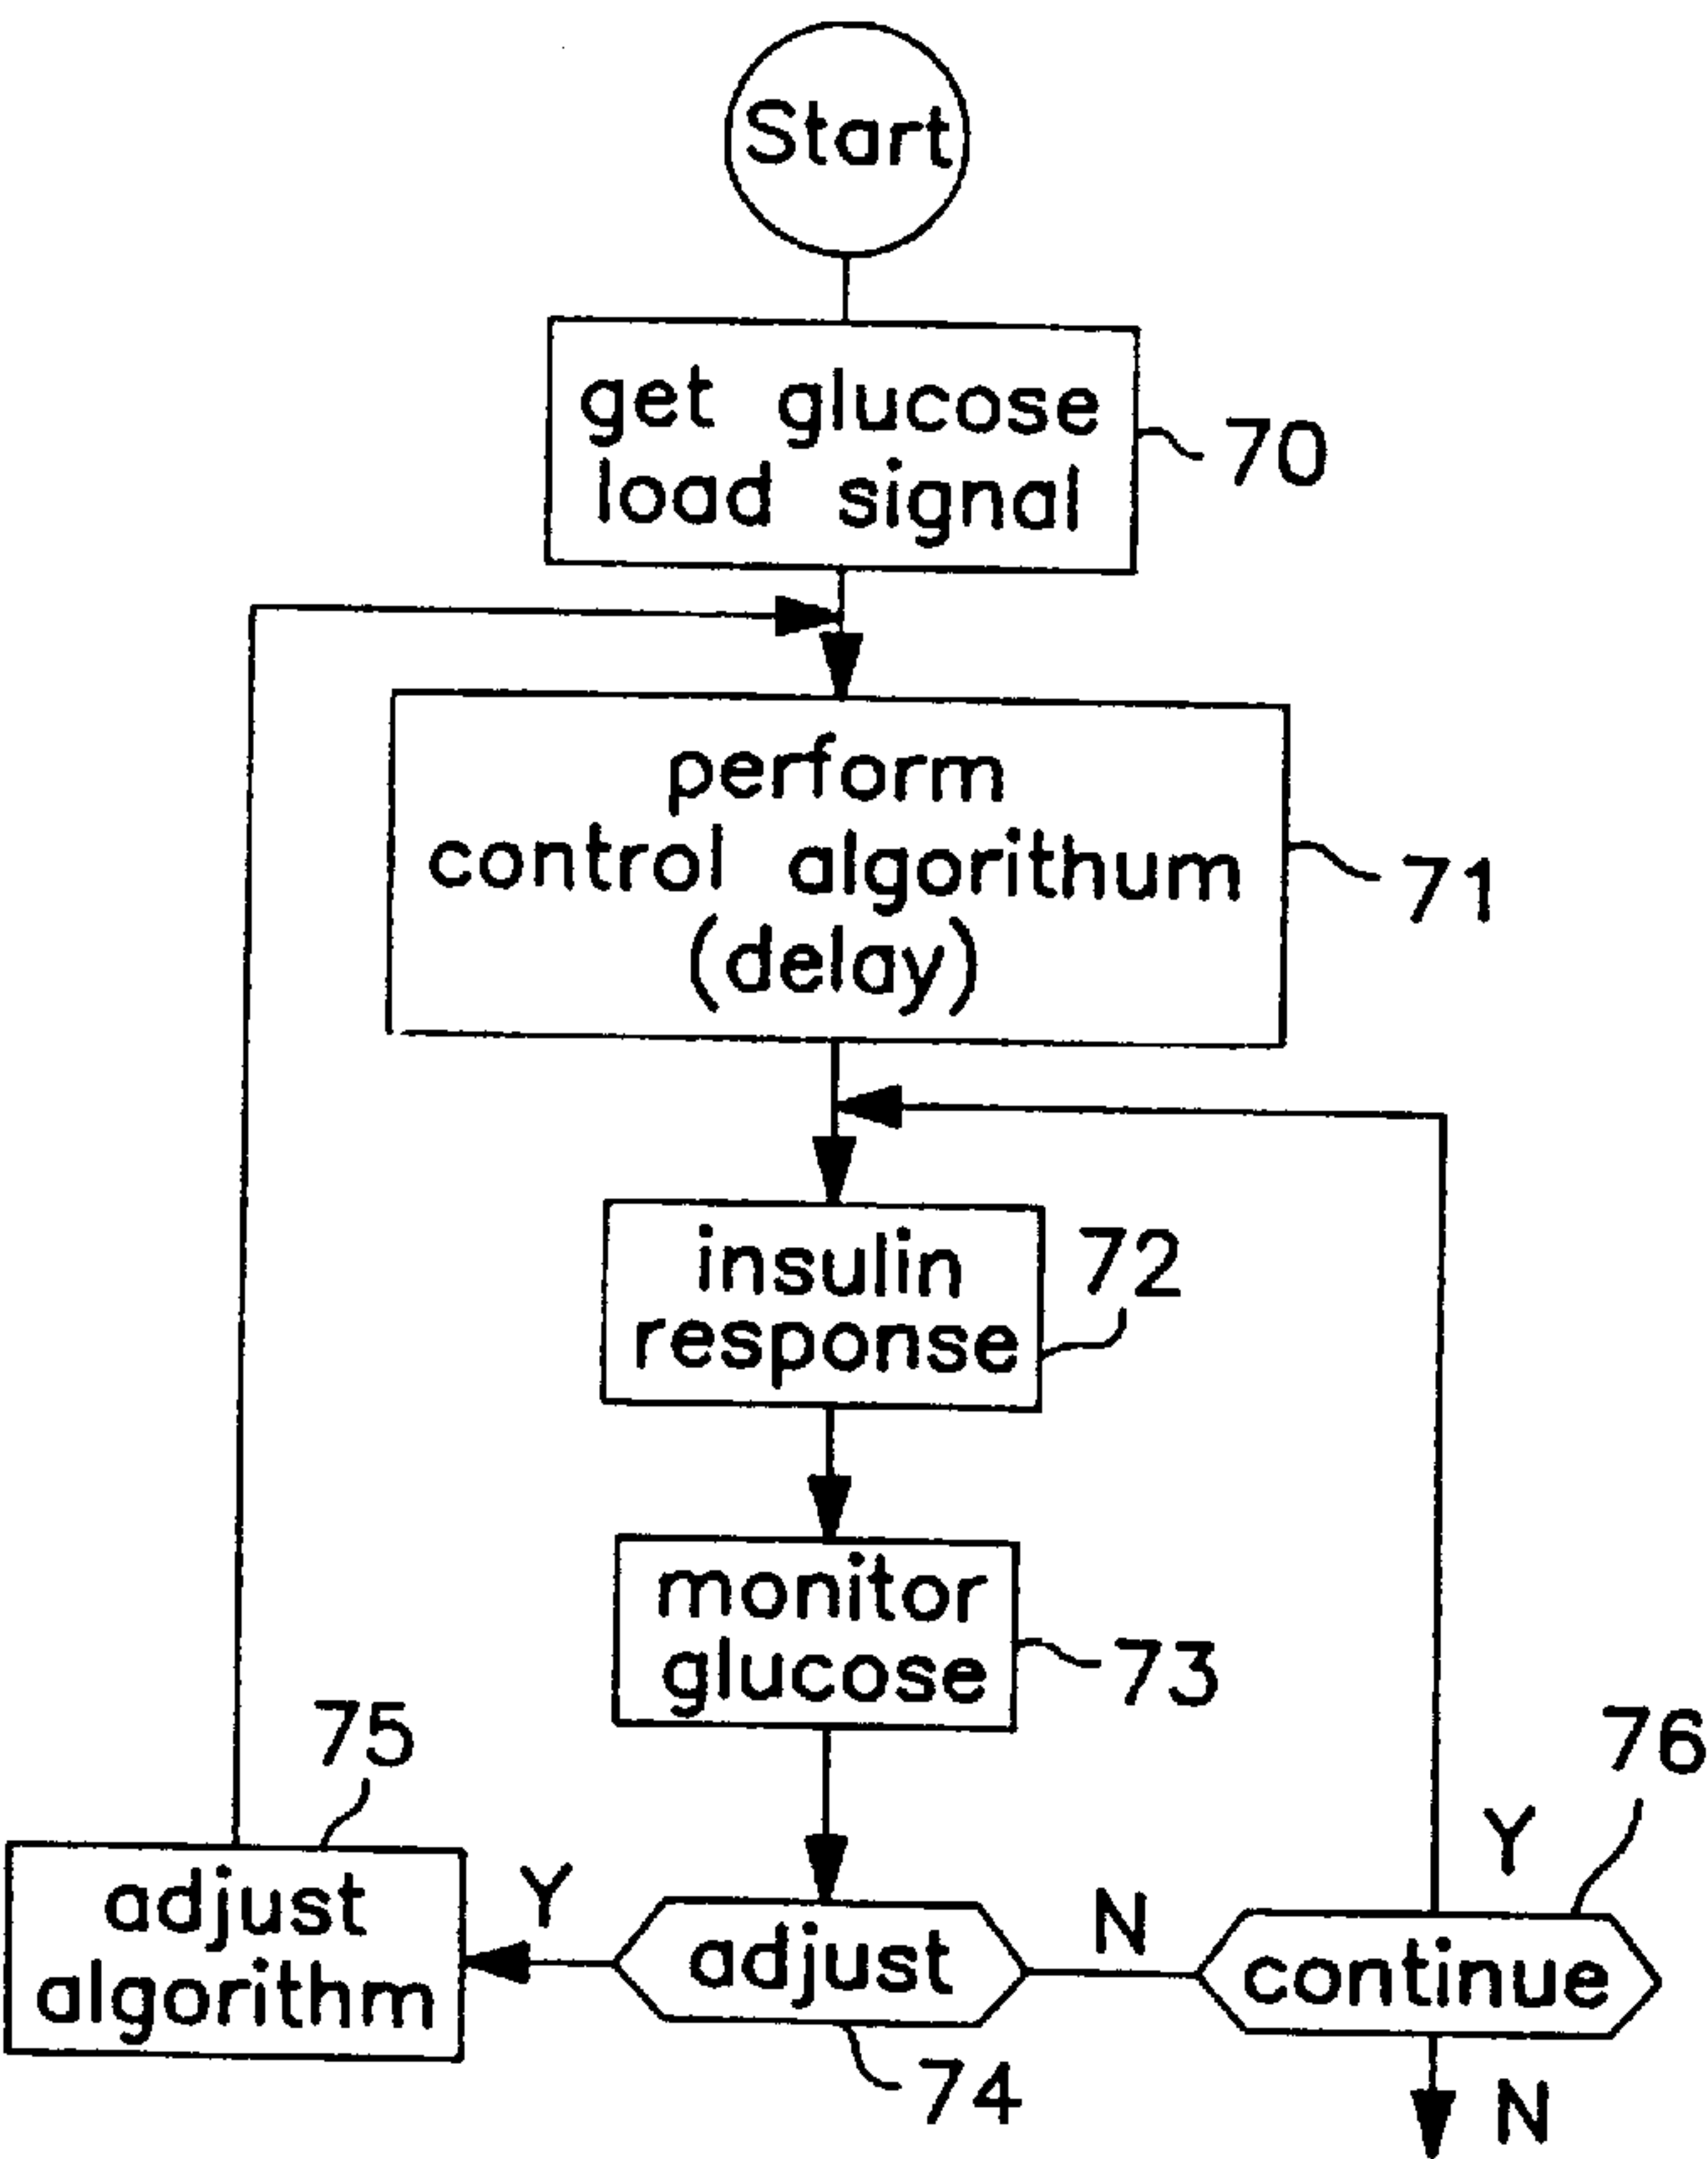 Start
get glucose
load signal
70
perform
control algorithum
(delay)
71
insulin
response
72
monitor
glucose
73
75
76
adjust
algorithm
Y
adjust
N
Y
continue
74
N